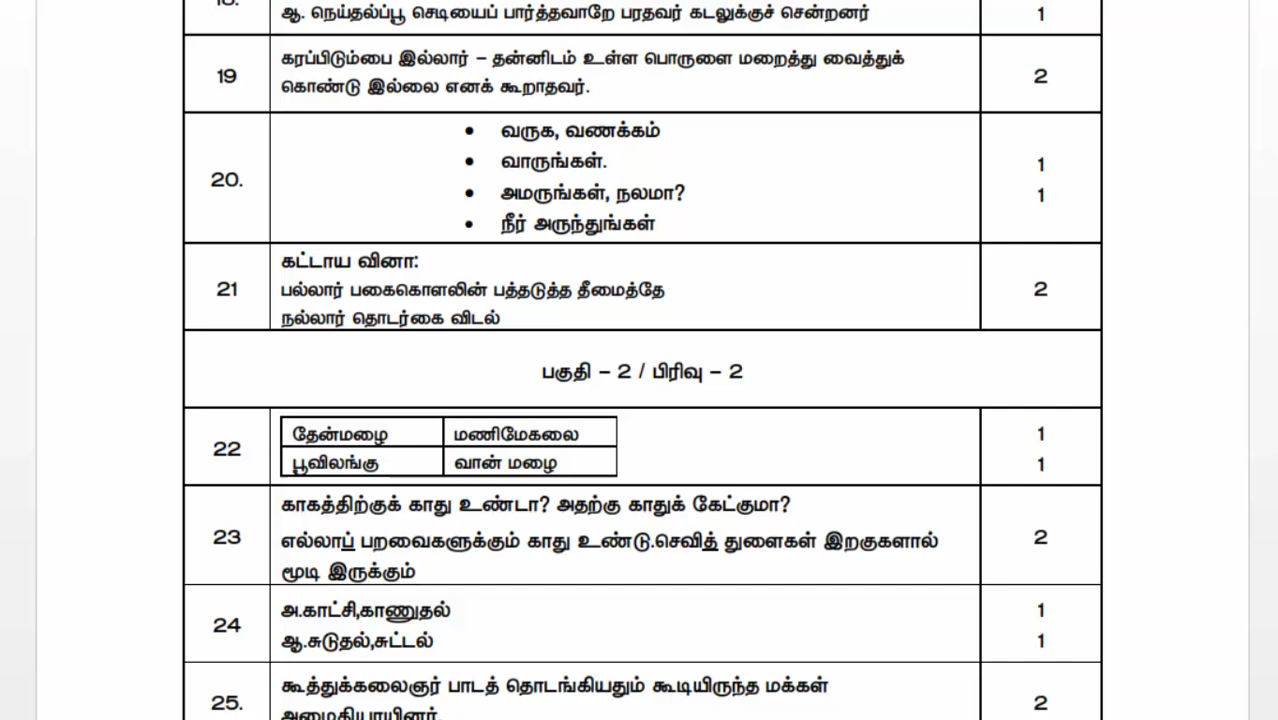 ஆ. நெய்தல்ப்பூ செடியைப் பார்த்தவாறே பரதவர் கடலுக்குச் சென்றனர் 1
19 கரப்பிடும்பை இல்லார் – தன்னிடம் உள்ள பொருளை மறைத்து வைத்துக் 2
கொண்டு இல்லை எனக் கூறாதவர்.
20. • வருக, வணக்கம்
• வாருங்கள். 1
• அமருங்கள், நலமா? 1
• நீர் அருந்துங்கள்
கட்டாய வினா:
21 பல்லார் பகைகொளலின் பத்தடுத்த தீமைத்தே 2
நல்லார் தொடர்கை விடல்
பகுதி – 2 / பிரிவு – 2
22 தேன்மழை மணிமேகலை 1
பூவிலங்கு வான் மழை 1
காகத்திற்குக் காது உண்டா? அதற்கு காதுக் கேட்குமா?
23 எல்லாப் பறவைகளுக்கும் காது உண்டு.செவித் துளைகள் இறகுகளால் 2
மூடி இருக்கும்
24 அ.காட்சி,காணுதல் 1
ஆ.சுடுதல்,சுட்டல் 1
25. கூத்துக்கலைஞர் பாடத் தொடங்கியதும் கூடியிருந்த மக்கள் 2
அமைதியாயினர்.